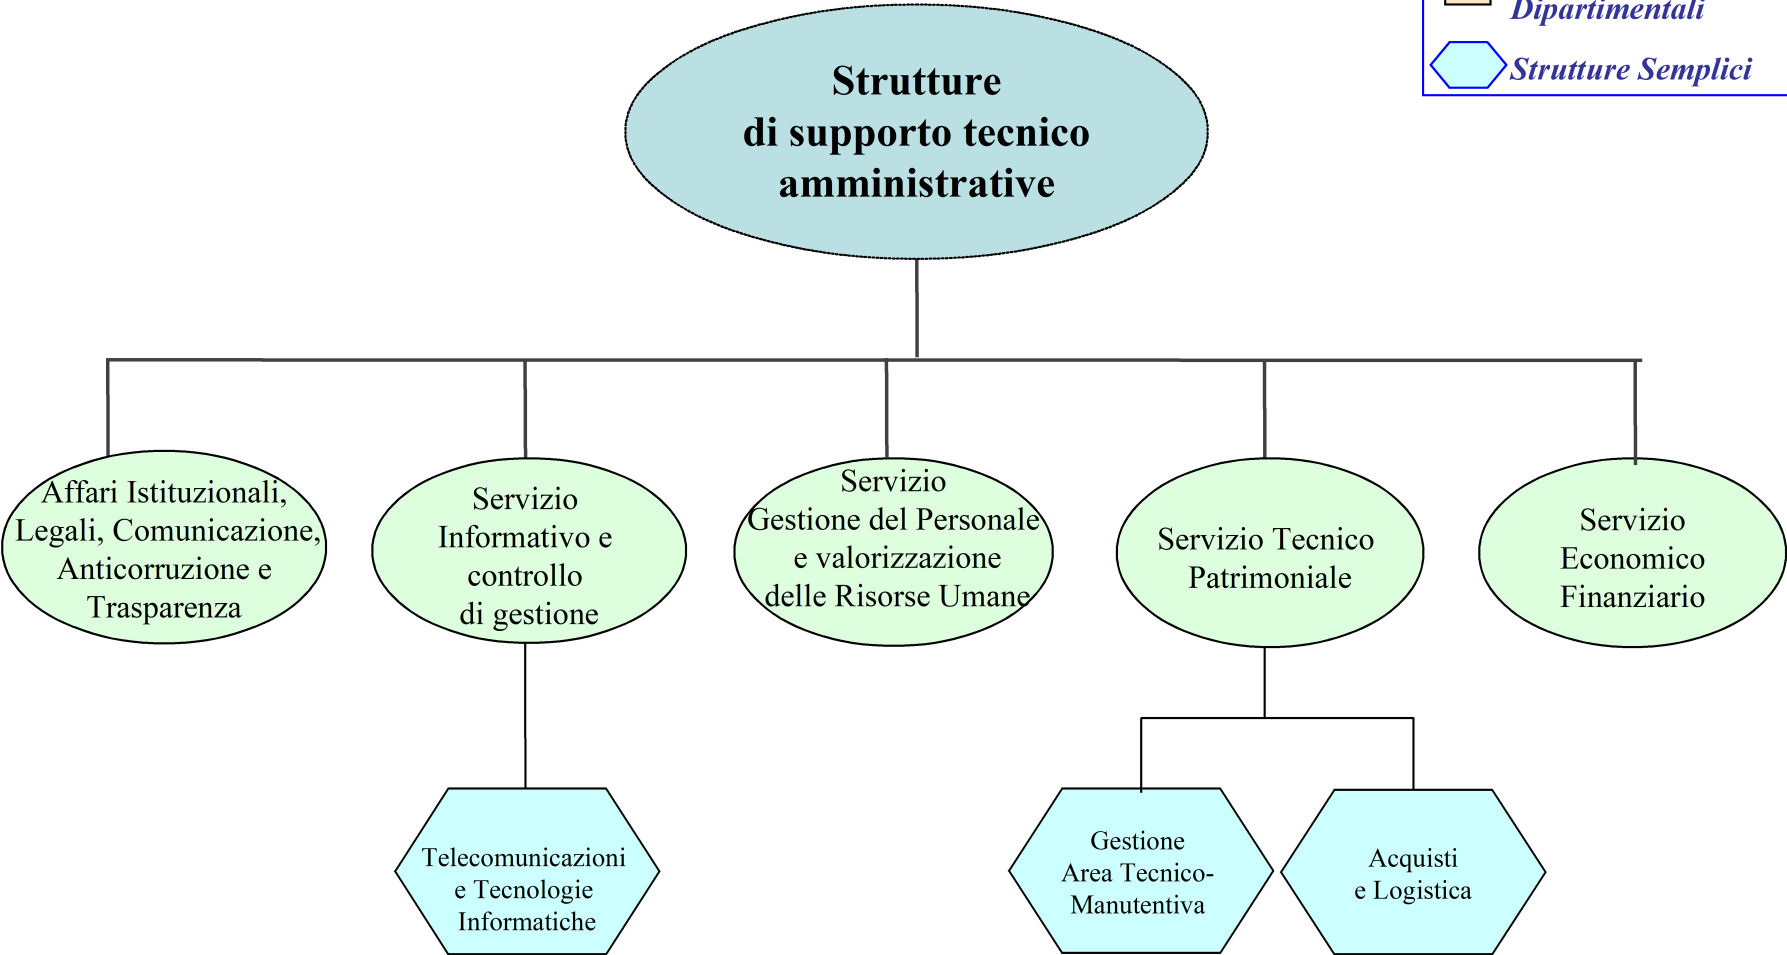 Dipartimentali
Strutture Semplici
Strutture
di supporto tecnico
amministrative
Affari Istituzionali,
Legali, Comunicazione,
Anticorruzione e
Trasparenza
Servizio
Informativo e
controllo
di gestione
Servizio
Gestione del Personale
e valorizzazione
delle Risorse Umane
Servizio Tecnico
Patrimoniale
Servizio
Economico
Finanziario
Telecomunicazioni
e Tecnologie
Informatiche
Gestione
Area Tecnico-
Manutentiva
Acquisti
e Logistica